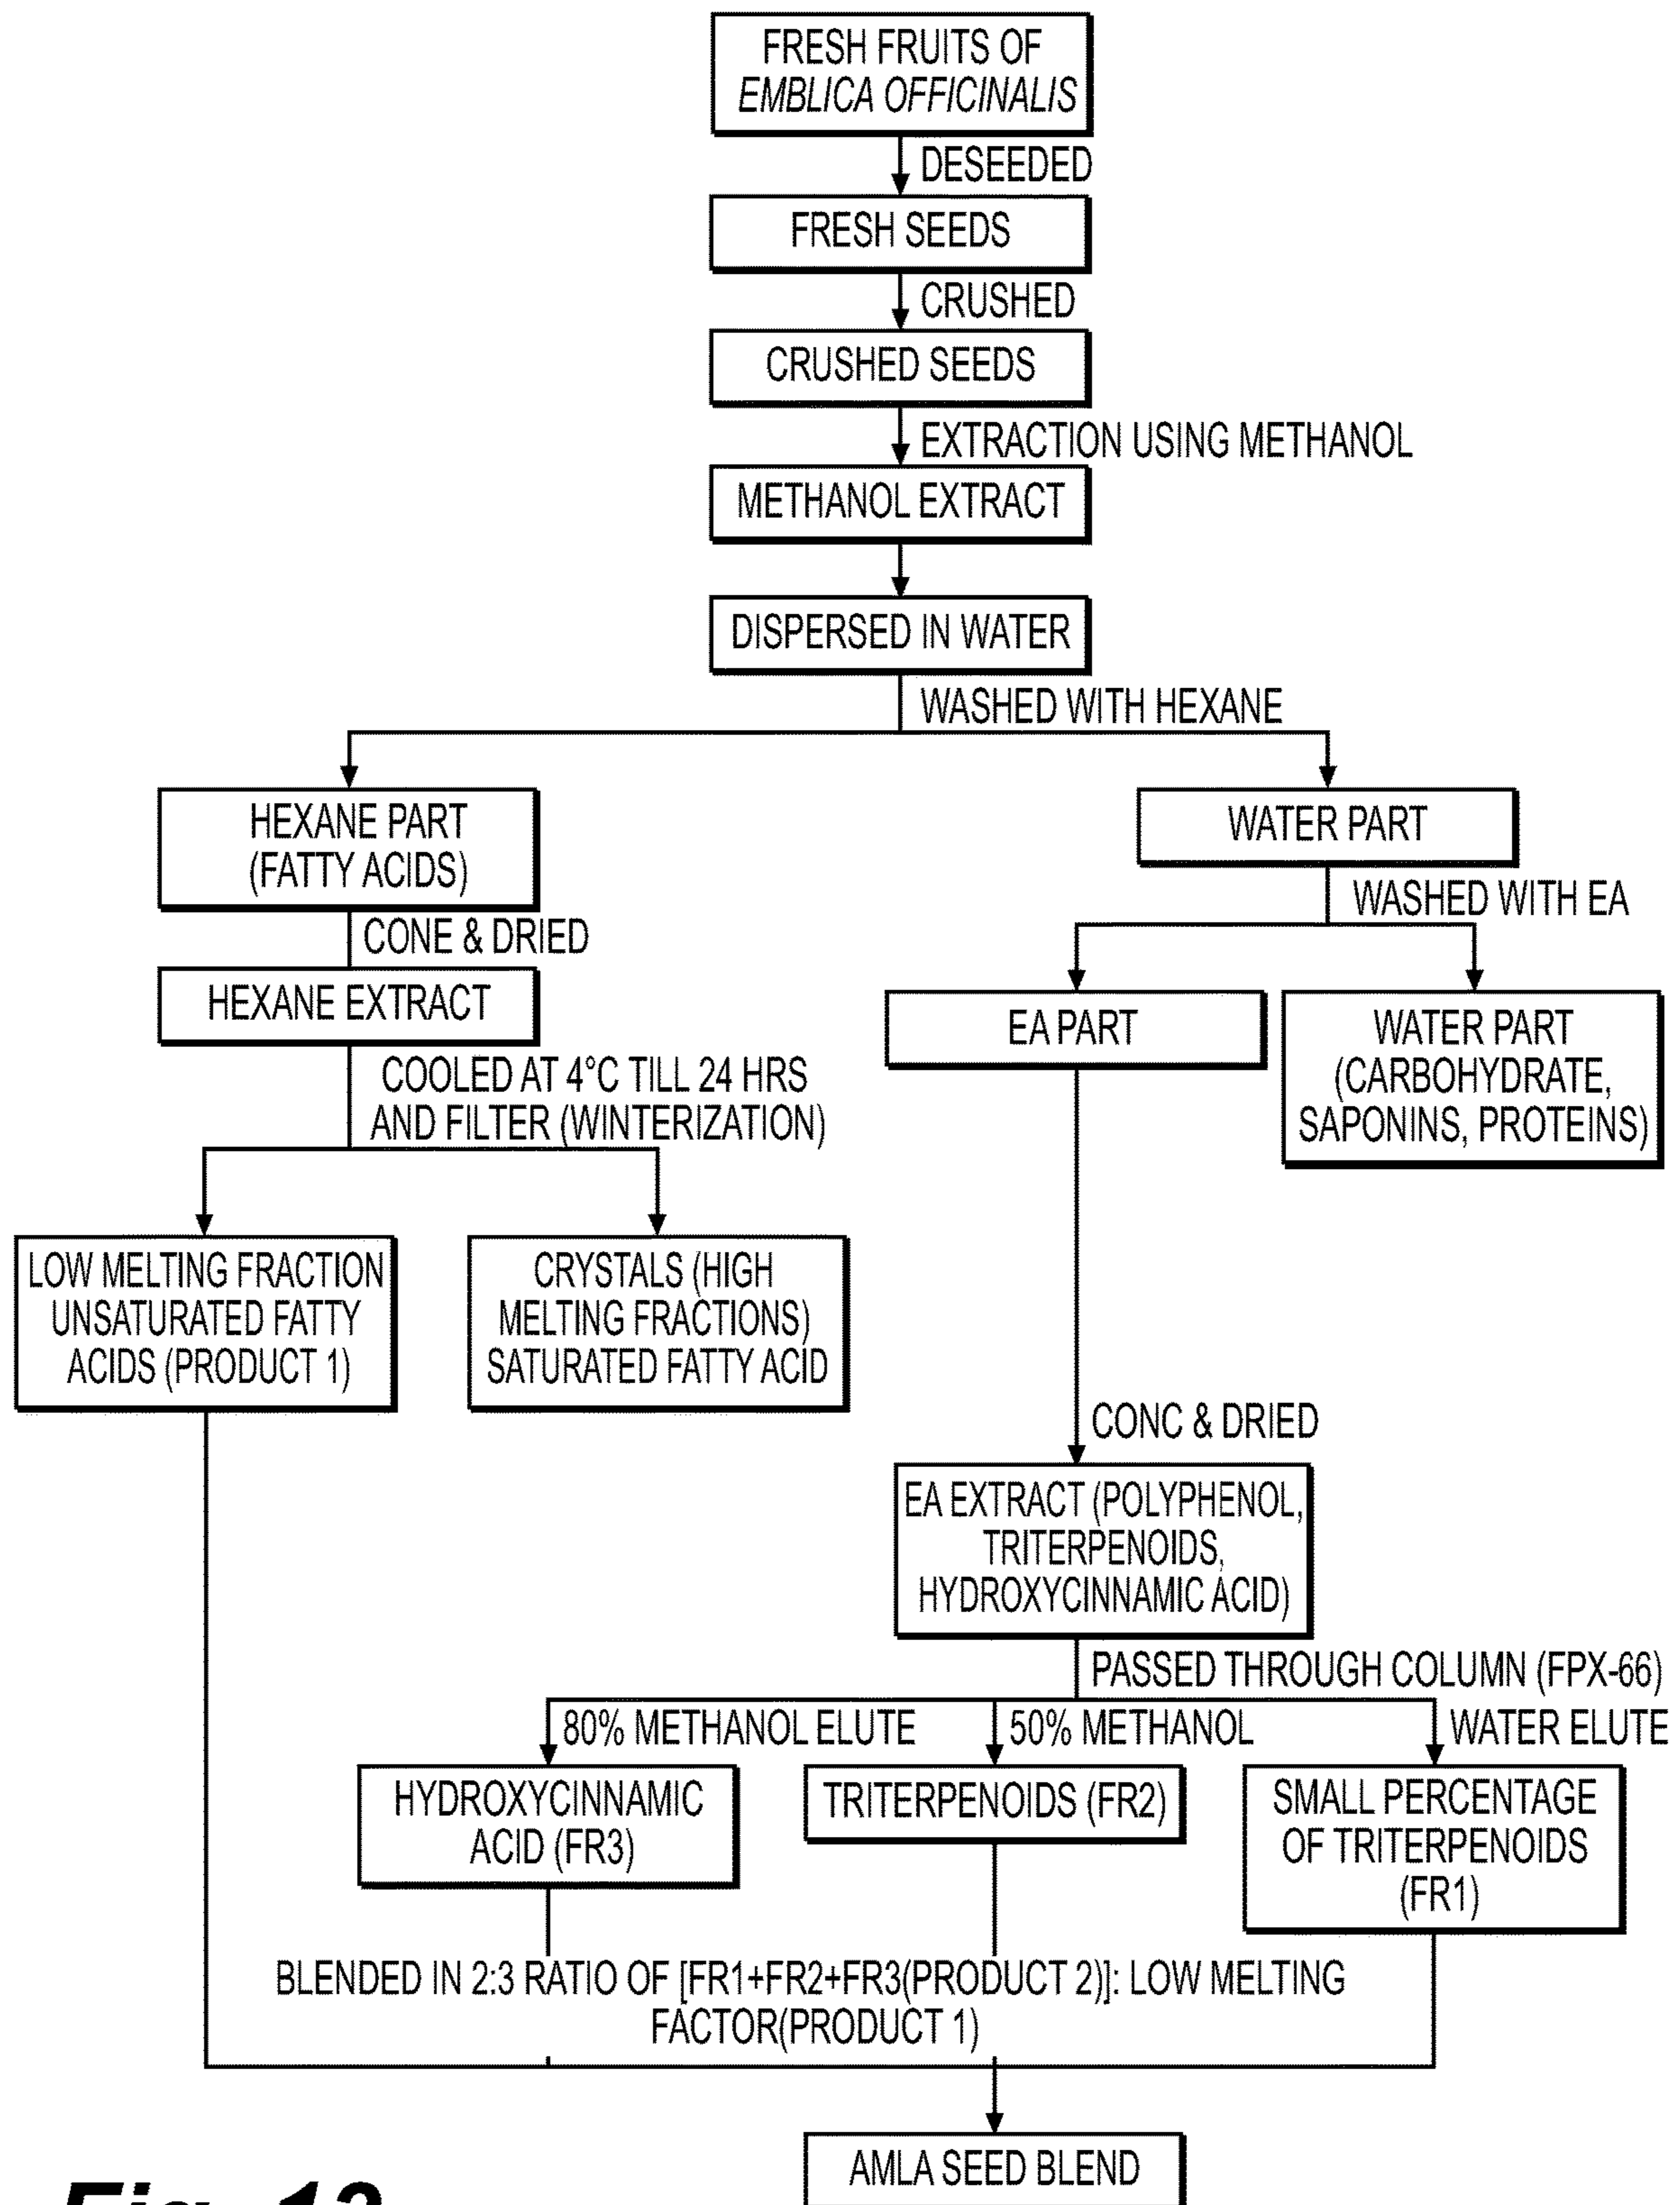 FRESH FRUITS OF
EMBLICA OFFICINALIS
DESEEDED
FRESH SEEDS
CRUSHED
CRUSHED SEEDS
EXTRACTION USING METHANOL
METHANOL EXTRACT
DISPERSED IN WATER
WASHED WITH HEXANE
HEXANE PART
(FATTY ACIDS)
WATER PART
WASHED WITH EA
CONE & DRIED
HEXANE EXTRACT
EA PART
WATER PART
(CARBOHYDRATE,
SAPONINS, PROTEINS)
COOLED AT 4°C TILL 24 HRS
AND FILTER (WINTERIZATION)
LOW MELTING FRACTION
UNSATURATED FATTY
ACIDS (PRODUCT 1)
CRYSTALS (HIGH
MELTING FRACTIONS)
SATURATED FATTY ACID
CONC & DRIED
EA EXTRACT (POLYPHENOL,
TRITERPENOIDS,
HYDROXYCINNAMIC ACID)
PASSED THROUGH COLUMN (FPX-66)
80% METHANOL ELUTE
50% METHANOL
WATER ELUTE
HYDROXYCINNAMIC
ACID (FR3)
TRITERPENOIDS (FR2)
SMALL PERCENTAGE
OF TRITERPENOIDS
(FR1)
BLENDED IN 2:3 RATIO OF [FR1+FR2+FR3(PRODUCT 2)]: LOW MELTING
FACTOR(PRODUCT 1)
AMLA SEED BLEND